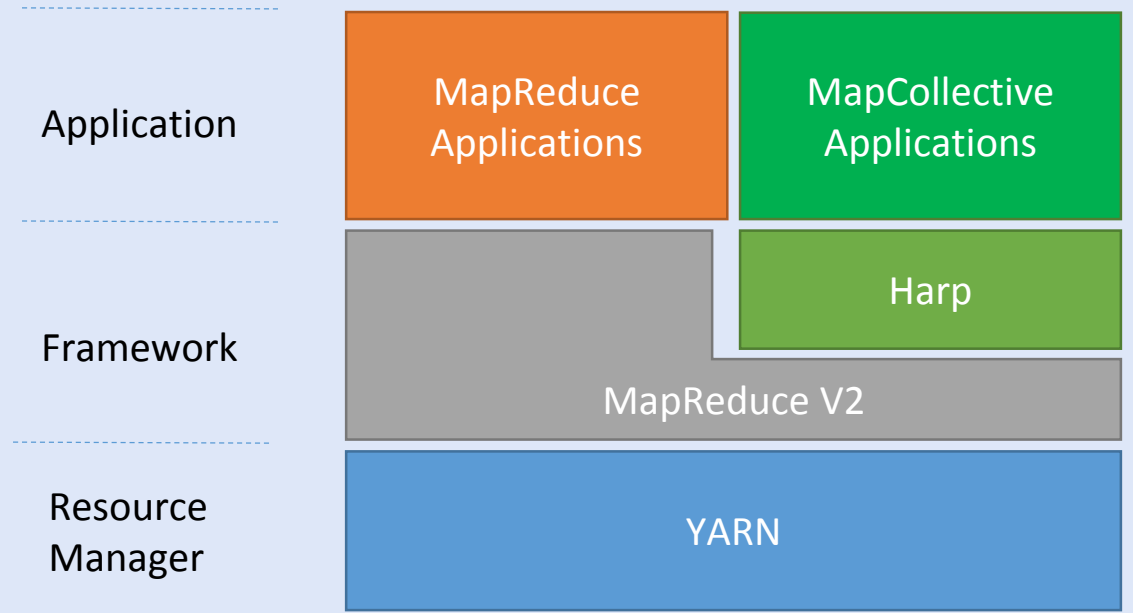 Application
MapReduce
Applications
MapCollective
Applications
Framework
Harp
MapReduce V2
Resource
Manager
YARN